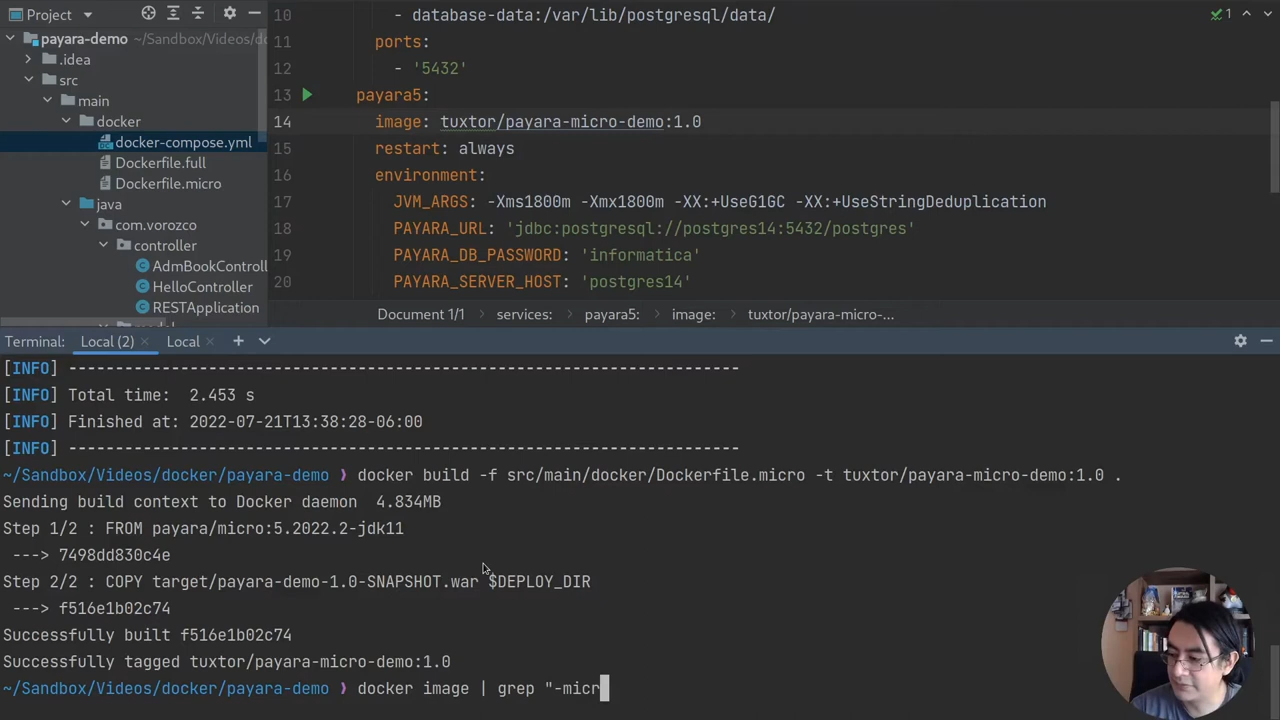 Project
payara-demo ~/Sandbox/Videos/do
.idea
src
main
docker
docker-compose.yml
Dockerfile.full
Dockerfile.micro
java
com.vorozco
controller
AdmBookControll
HelloController
RESTApplication
10 - database-data:/var/lib/postgresql/data/
11 ports:
12 - '5432'
13 payara5:
14 image: tuxtor/payara-micro-demo:1.0
15 restart: always
16 environment:
17 JVM_ARGS: -Xms1800m -Xmx1800m -XX:+UseG1GC -XX:+UseStringDeduplication
18 PAYARA_URL: 'jdbc:postgresql://postgres14:5432/postgres'
19 PAYARA_DB_PASSWORD: 'informatica'
20 PAYARA_SERVER_HOST: 'postgres14'
1
Document 1/1 › services: › payara5: › image: › tuxtor/payara-micro-...
Terminal: Local (2) × Local × +
[INFO] ------------------------------------------------------------------------
[INFO] Total time:  2.453 s
[INFO] Finished at: 2022-07-21T13:38:28-06:00
[INFO] ------------------------------------------------------------------------
~/Sandbox/Videos/docker/payara-demo ❯ docker build -f src/main/docker/Dockerfile.micro -t tuxtor/payara-micro-demo:1.0 .
Sending build context to Docker daemon  4.834MB
Step 1/2 : FROM payara/micro:5.2022.2-jdk11
---> 7498dd830c4e
Step 2/2 : COPY target/payara-demo-1.0-SNAPSHOT.war $DEPLOY_DIR
---> f516e1b02c74
Successfully built f516e1b02c74
Successfully tagged tuxtor/payara-micro-demo:1.0
~/Sandbox/Videos/docker/payara-demo ❯ docker image | grep "-micr